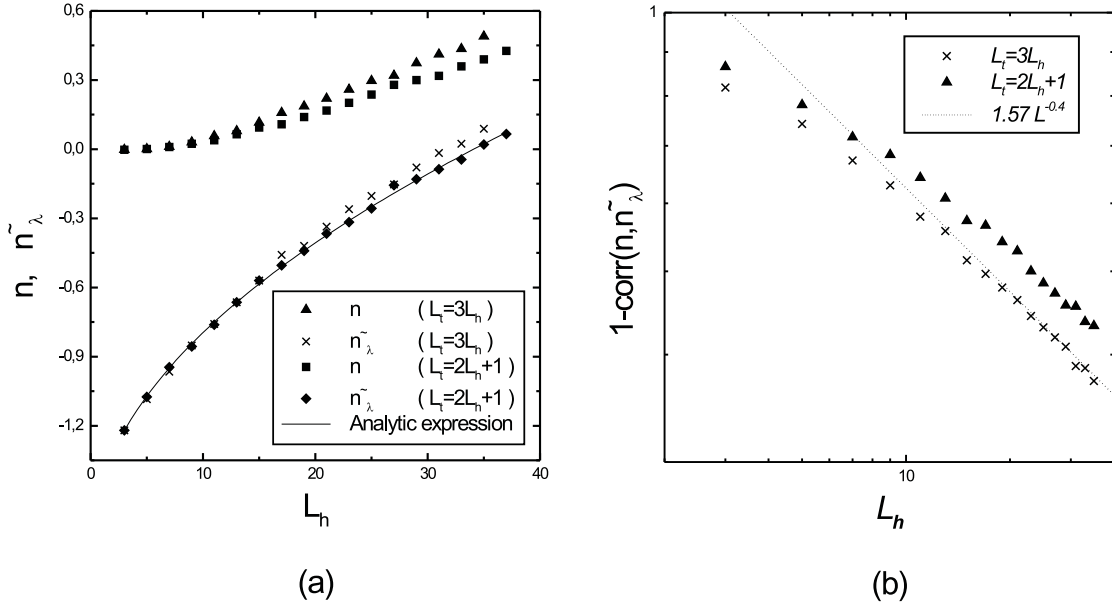 0,6
0,3
0,0
-0,3
-0,6
-0,9
-1,2
n, ñ_λ
0 10 20 30 40
L_h
▲ n (L_t=3L_h)
× ñ_λ (L_t=3L_h)
■ n (L_t=2L_h+1)
◆ ñ_λ (L_t=2L_h+1)
Analytic expression
(a)
1
1-corr(n,ñ_λ)
10
L_h
× L_t=3L_h
▲ L_t=2L_h+1
1.57 L^-0.4
(b)